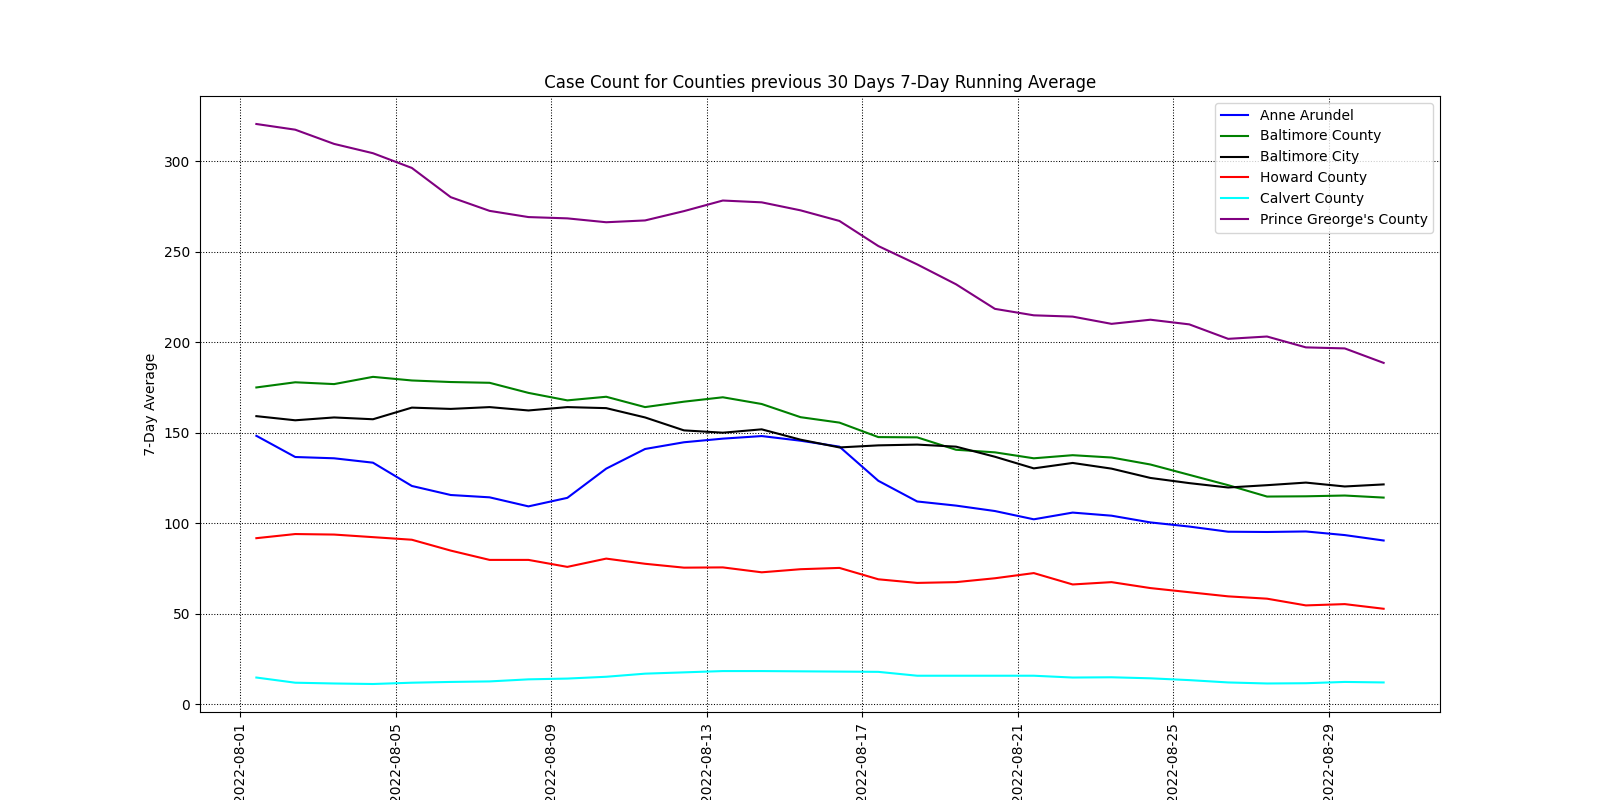 Case Count for Counties previous 30 Days 7-Day Running Average
Anne Arundel
Baltimore County
Baltimore City
Howard County
Calvert County
Prince Greorge's County
7-Day Average
300
250
200
150
100
50
0
2022-08-01
2022-08-05
2022-08-09
2022-08-13
2022-08-17
2022-08-21
2022-08-25
2022-08-29